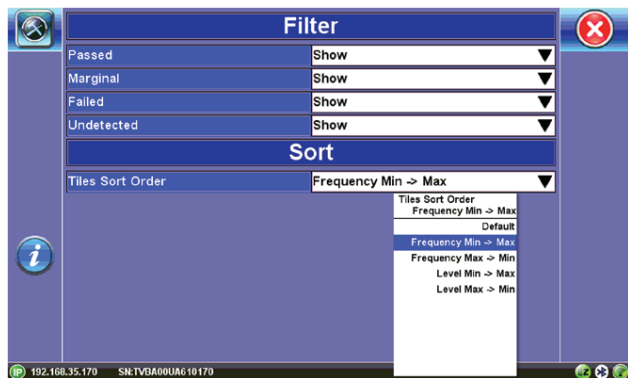 Filter
Passed Show
Marginal Show
Failed Show
Undetected Show
Sort
Tiles Sort Order Frequency Min -> Max
Tiles Sort Order
Frequency Min -> Max
Default
Frequency Min -> Max
Frequency Max -> Min
Level Min -> Max
Level Max -> Min
i
IP 192.168.35.170 SN:TVBA00UA610170 EZ